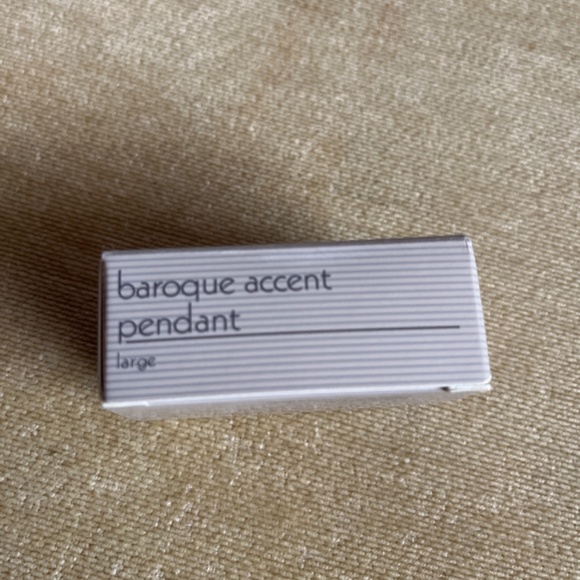 baroque accent
pendant
large